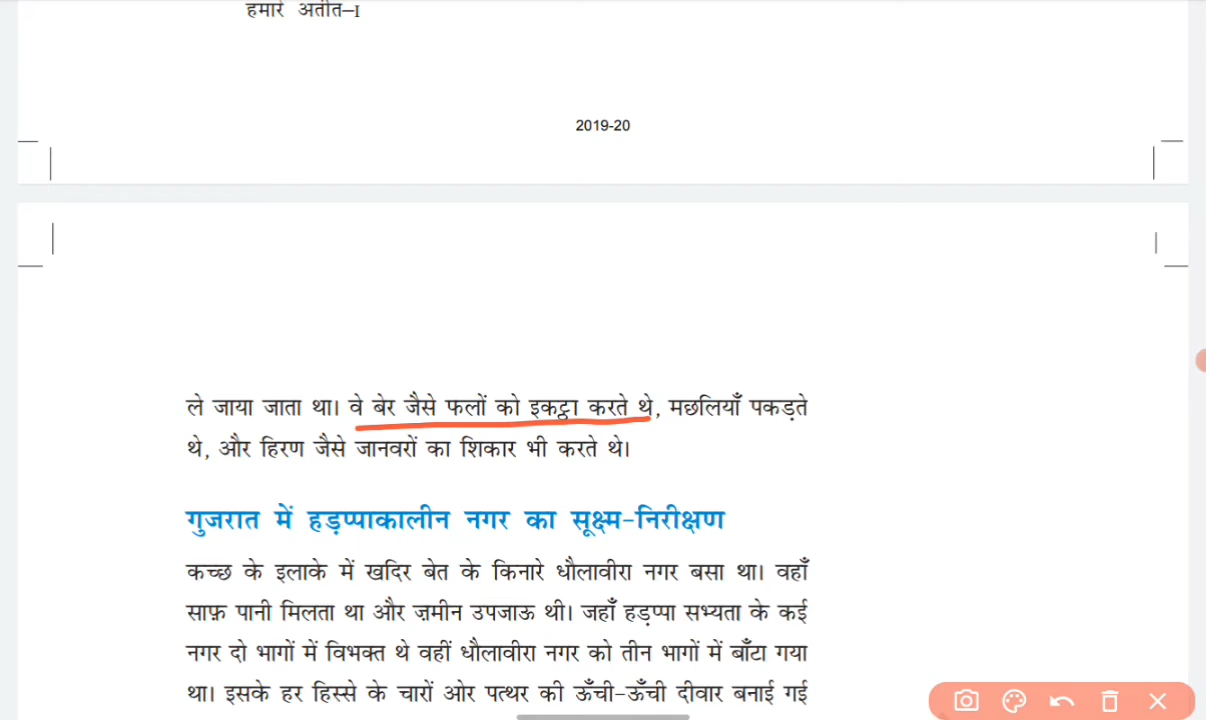 हमारे अतीत–I
2019-20
ले जाया जाता था। वे बेर जैसे फलों को इकट्ठा करते थे, मछलियाँ पकड़ते
थे, और हिरण जैसे जानवरों का शिकार भी करते थे।
गुजरात में हड़प्पाकालीन नगर का सूक्ष्म-निरीक्षण
कच्छ के इलाके में खदिर बेत के किनारे धौलावीरा नगर बसा था। वहाँ
साफ़ पानी मिलता था और ज़मीन उपजाऊ थी। जहाँ हड़प्पा सभ्यता के कई
नगर दो भागों में विभक्त थे वहीं धौलावीरा नगर को तीन भागों में बाँटा गया
था। इसके हर हिस्से के चारों ओर पत्थर की ऊँची-ऊँची दीवार बनाई गई